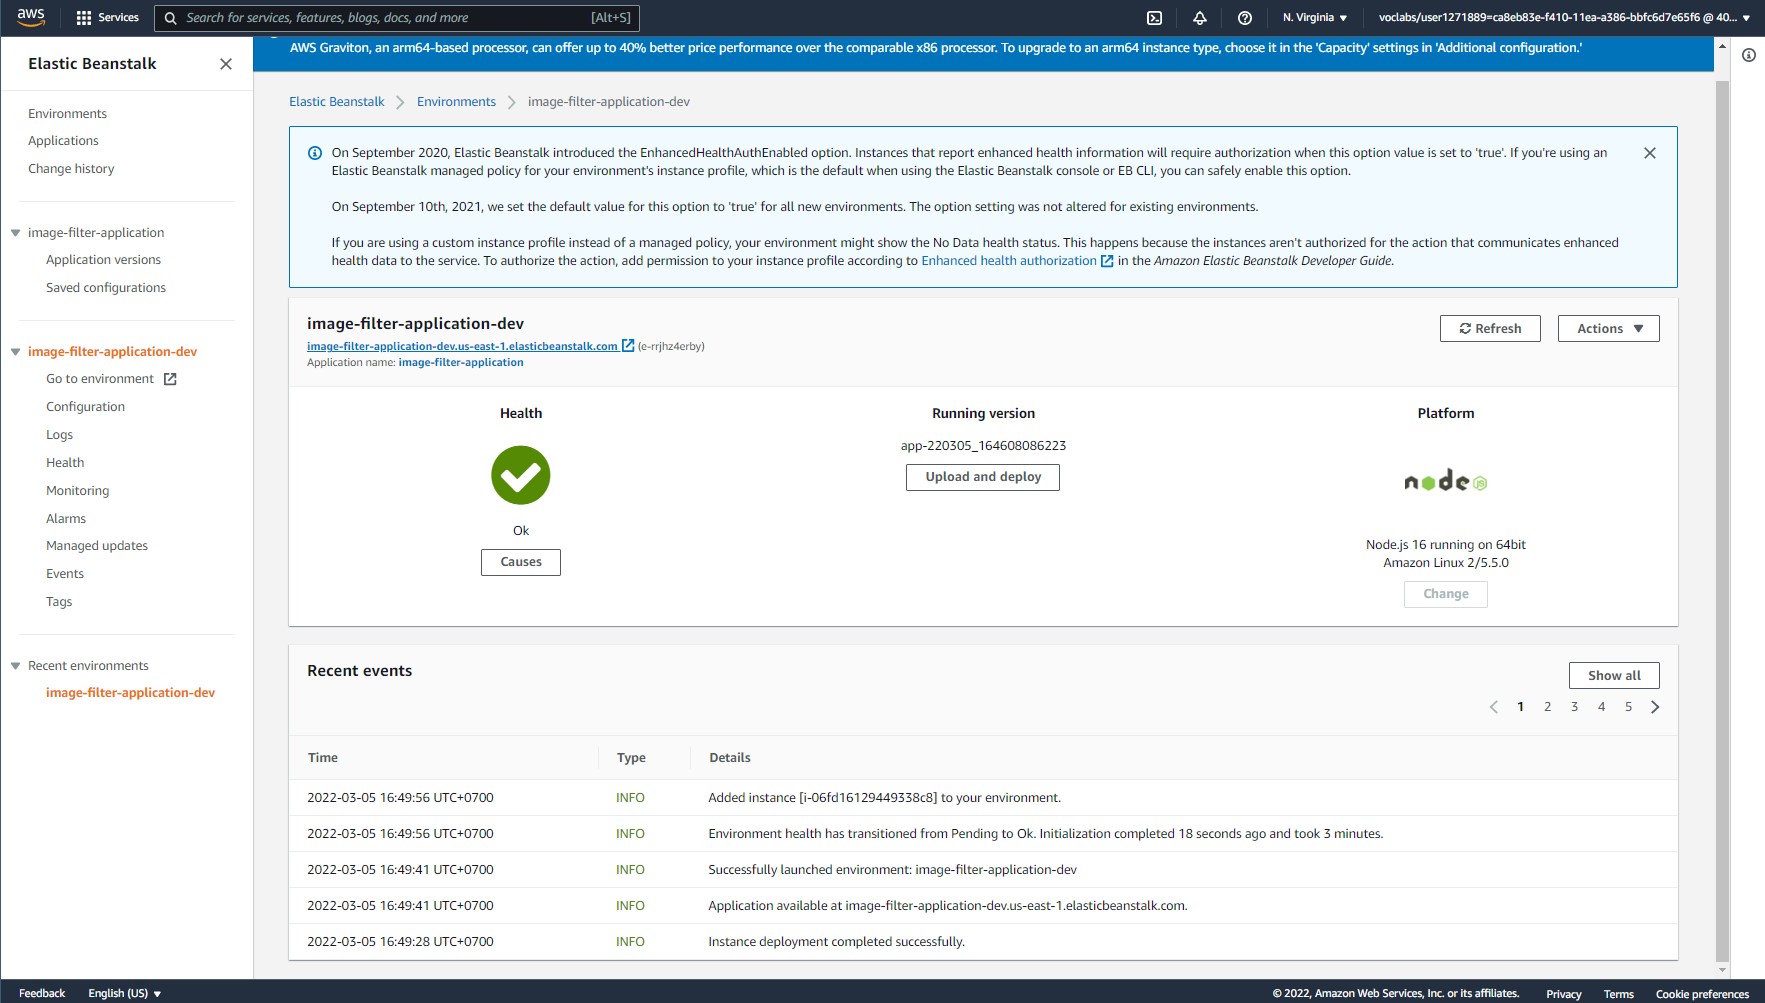 aws
Services
Search for services, features, blogs, docs, and more
[Alt+S]
N. Virginia
voclabs/user1271889=ca8eb83e-f410-11ea-a386-bbfc6d7e65f6 @ 40...
Elastic Beanstalk
Environments
Applications
Change history
image-filter-application
Application versions
Saved configurations
image-filter-application-dev
Go to environment
Configuration
Logs
Health
Monitoring
Alarms
Managed updates
Events
Tags
Recent environments
image-filter-application-dev
AWS Graviton, an arm64-based processor, can offer up to 40% better price performance over the comparable x86 processor. To upgrade to an arm64 instance type, choose it in the 'Capacity' settings in 'Additional configuration.'
Elastic Beanstalk
Environments
image-filter-application-dev
On September 2020, Elastic Beanstalk introduced the EnhancedHealthAuthEnabled option. Instances that report enhanced health information will require authorization when this option value is set to 'true'. If you're using an
Elastic Beanstalk managed policy for your environment's instance profile, which is the default when using the Elastic Beanstalk console or EB CLI, you can safely enable this option.
On September 10th, 2021, we set the default value for this option to 'true' for all new environments. The option setting was not altered for existing environments.
If you are using a custom instance profile instead of a managed policy, your environment might show the No Data health status. This happens because the instances aren't authorized for the action that communicates enhanced
health data to the service. To authorize the action, add permission to your instance profile according to Enhanced health authorization in the Amazon Elastic Beanstalk Developer Guide.
image-filter-application-dev
image-filter-application-dev.us-east-1.elasticbeanstalk.com (e-rrjhz4erby)
Application name: image-filter-application
Refresh
Actions
Health
Ok
Causes
Running version
app-220305_164608086223
Upload and deploy
Platform
node JS
Node.js 16 running on 64bit
Amazon Linux 2/5.5.0
Change
Recent events
Show all
1 2 3 4 5
Time Type Details
2022-03-05 16:49:56 UTC+0700 INFO Added instance [i-06fd16129449338c8] to your environment.
2022-03-05 16:49:56 UTC+0700 INFO Environment health has transitioned from Pending to Ok. Initialization completed 18 seconds ago and took 3 minutes.
2022-03-05 16:49:41 UTC+0700 INFO Successfully launched environment: image-filter-application-dev
2022-03-05 16:49:41 UTC+0700 INFO Application available at image-filter-application-dev.us-east-1.elasticbeanstalk.com.
2022-03-05 16:49:28 UTC+0700 INFO Instance deployment completed successfully.
Feedback
English (US)
© 2022, Amazon Web Services, Inc. or its affiliates.
Privacy
Terms
Cookie preferences